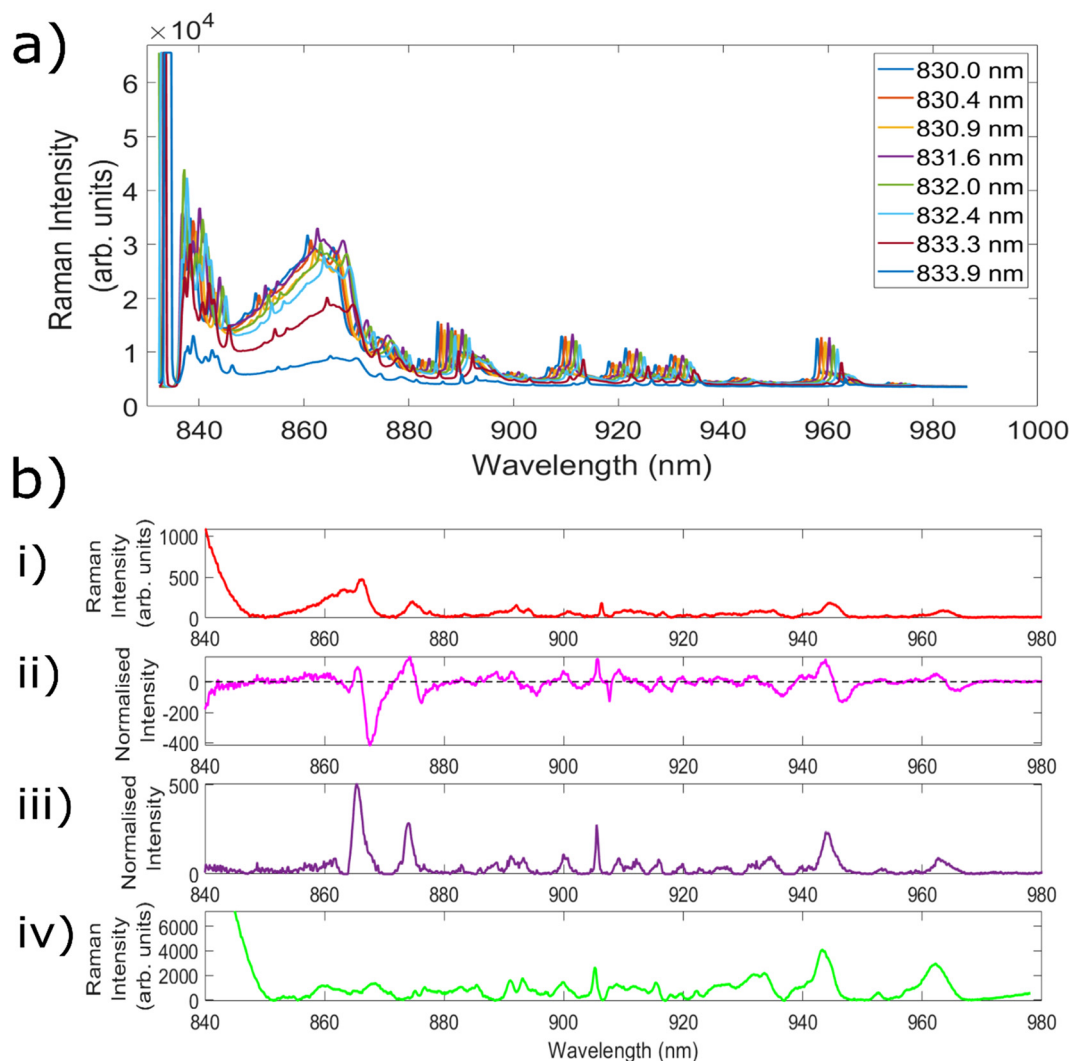 a)
×10⁴
6
5
4
3
2
1
0
Raman Intensity
(arb. units)
830.0 nm
830.4 nm
830.9 nm
831.6 nm
832.0 nm
832.4 nm
833.3 nm
833.9 nm
840 860 880 900 920 940 960 980 1000
Wavelength (nm)
b)
i)
Raman
Intensity
(arb. units)
1000
500
0
840 860 880 900 920 940 960 980
ii)
Normalised
Intensity
0
-200
-400
840 860 880 900 920 940 960 980
iii)
Normalised
Intensity
500
0
840 860 880 900 920 940 960 980
iv)
Raman
Intensity
(arb. units)
6000
4000
2000
0
840 860 880 900 920 940 960 980
Wavelength (nm)